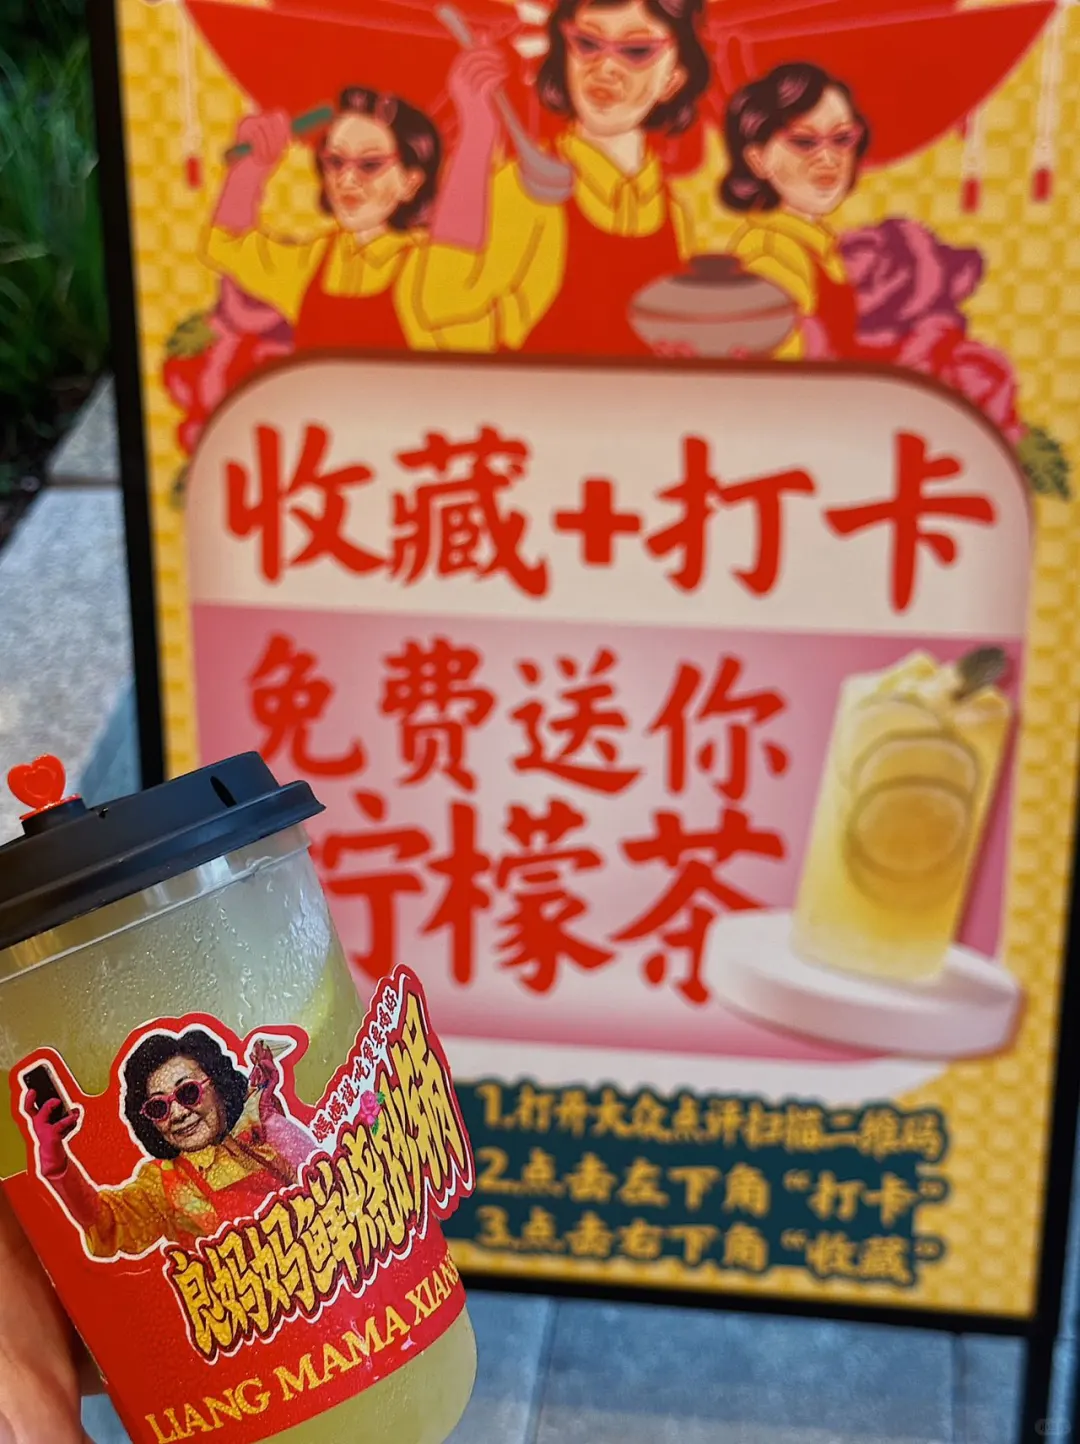 收藏+打卡
免费送你
柠檬茶
1.打开大众点评扫描二维码
2.点击左下角“打卡”
3.点击右下角“收藏”
良妈妈鲜烧砂锅
LIANG MAMA XIAN